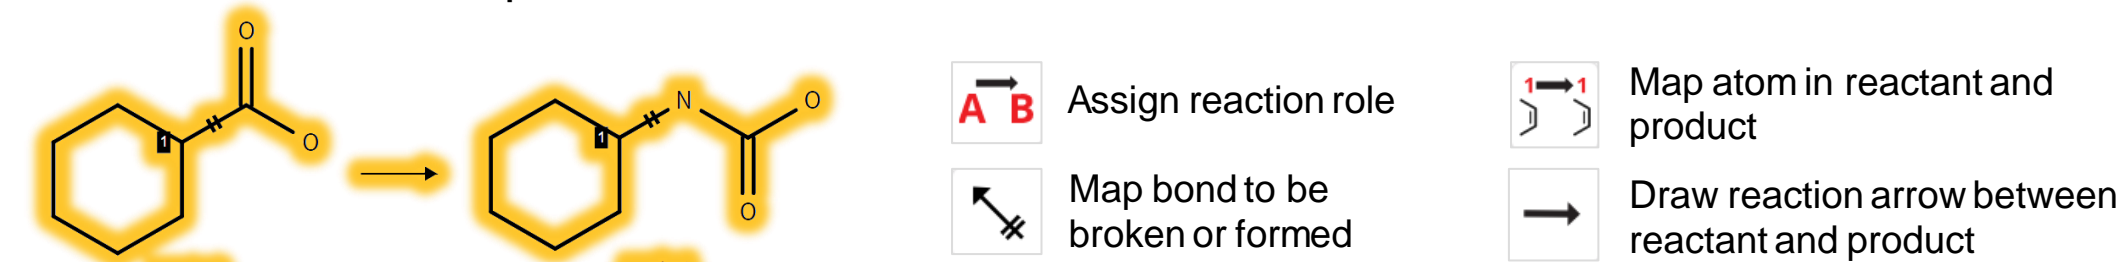 O
1
O
1
N
O
O
A B
Assign reaction role
Map bond to be
broken or formed
1 1
Map atom in reactant and
product
Draw reaction arrow between
reactant and product